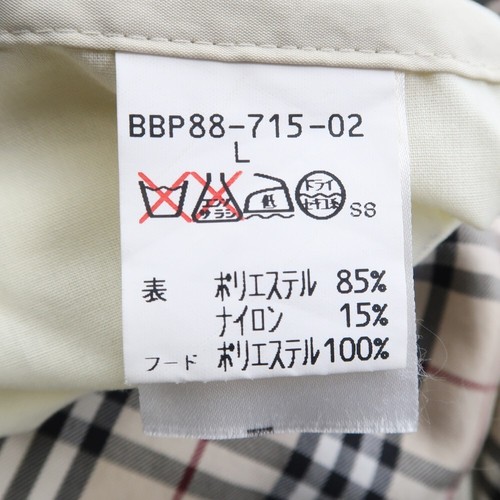 BBP88-715-02
L
エンソ
サラシ
低
ドライ
セキユ系
S8
表 ポリエステル 85%
ナイロン 15%
フード ポリエステル100%